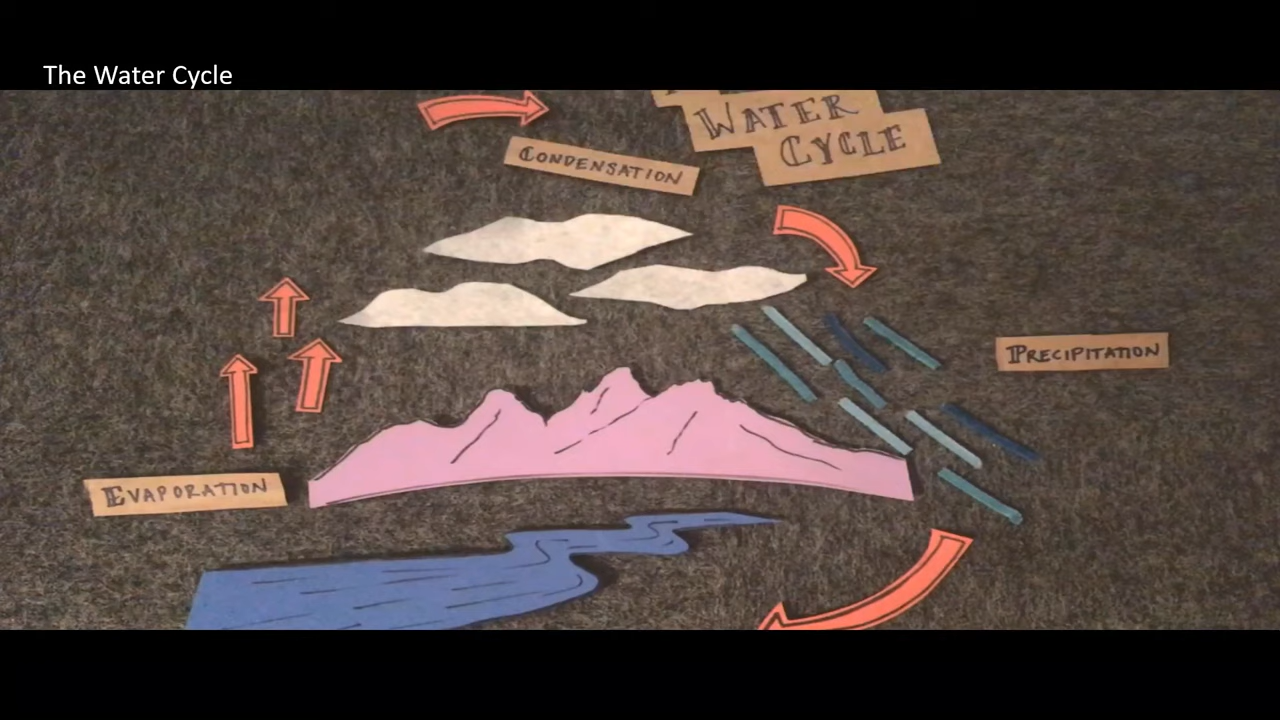 The Water Cycle
WATER
CYCLE
CONDENSATION
PRECIPITATION
EVAPORATION